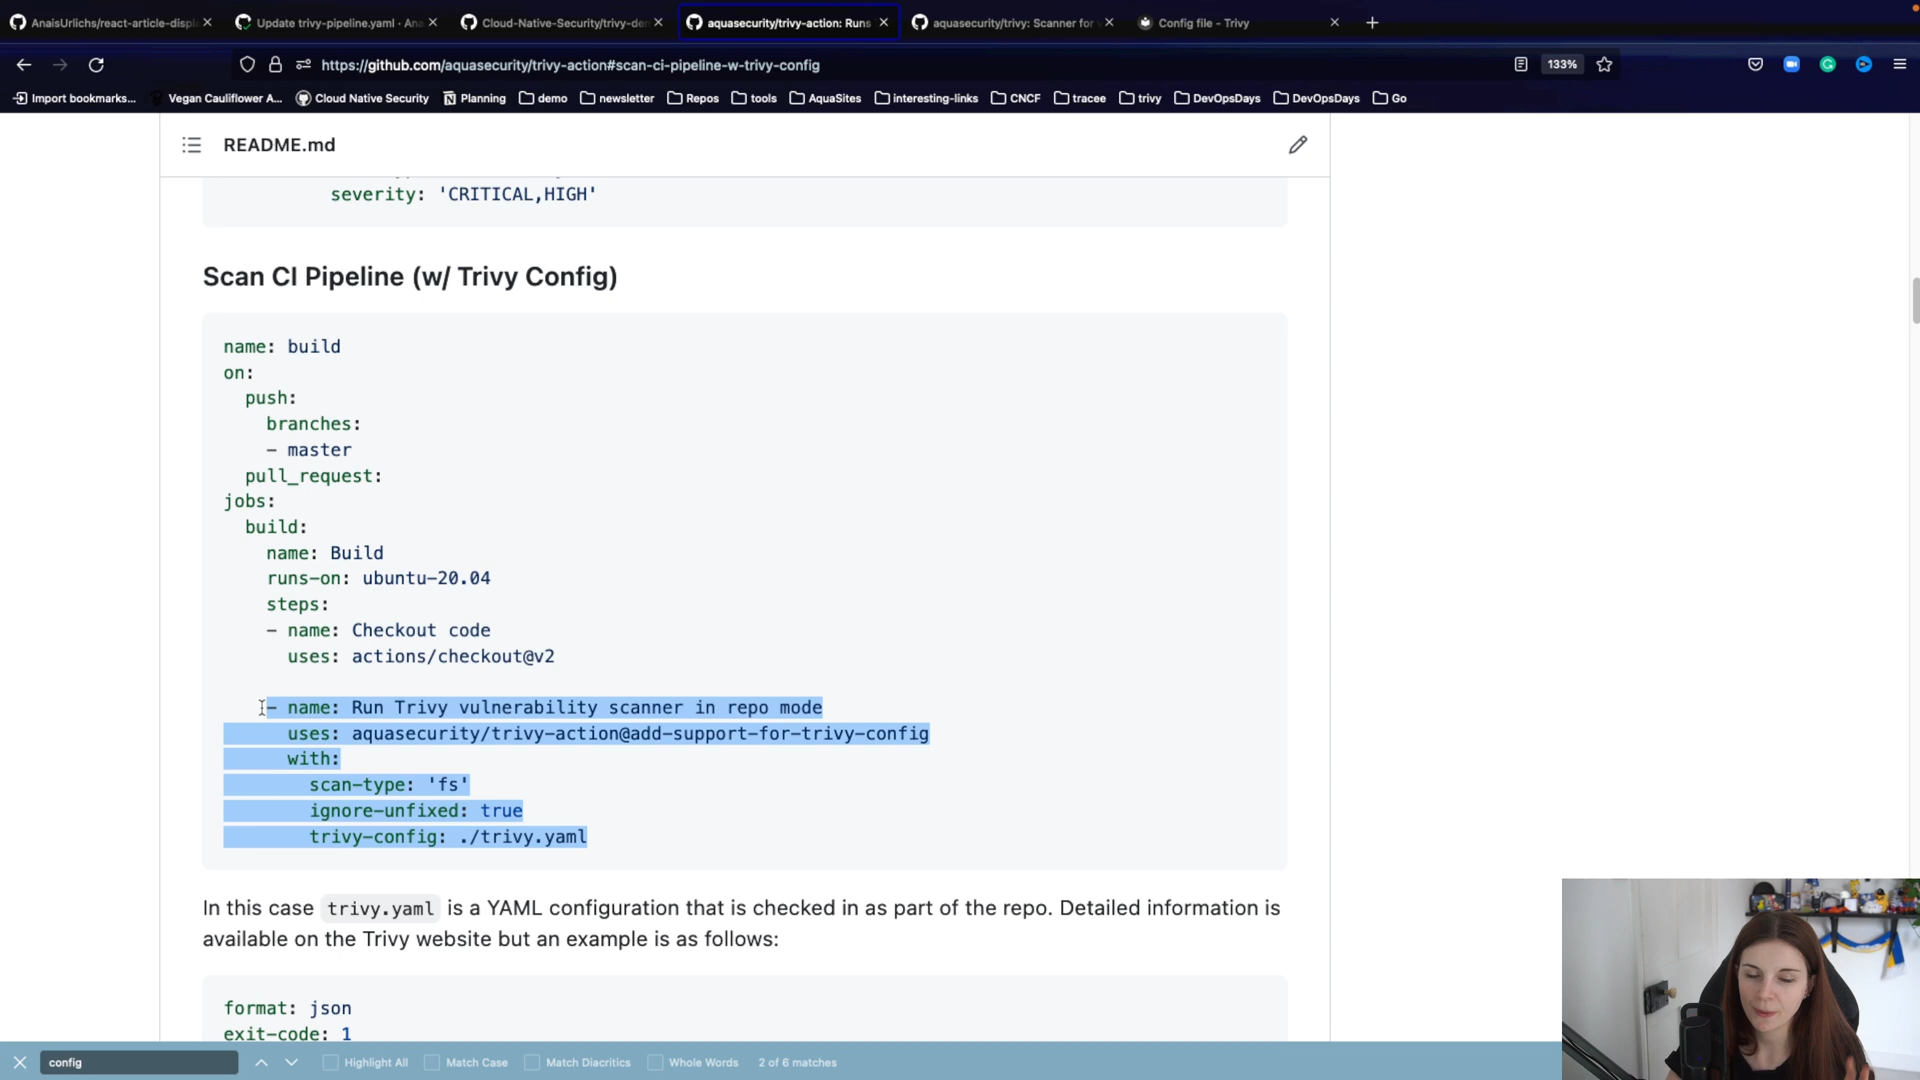 AnaisUrlichs/react-article-displ
Update trivy-pipeline.yaml · Ana
Cloud-Native-Security/trivy-den
aquasecurity/trivy-action: Runs
aquasecurity/trivy: Scanner for v
Config file - Trivy
https://github.com/aquasecurity/trivy-action#scan-ci-pipeline-w-trivy-config
133%
Import bookmarks...
Vegan Cauliflower A...
Cloud Native Security
Planning
demo
newsletter
Repos
tools
AquaSites
interesting-links
CNCF
tracee
trivy
DevOpsDays
DevOpsDays
Go
README.md
severity: 'CRITICAL,HIGH'
Scan CI Pipeline (w/ Trivy Config)
name: build
on:
push:
branches:
- master
pull_request:
jobs:
build:
name: Build
runs-on: ubuntu-20.04
steps:
- name: Checkout code
uses: actions/checkout@v2
- name: Run Trivy vulnerability scanner in repo mode
uses: aquasecurity/trivy-action@add-support-for-trivy-config
with:
scan-type: 'fs'
ignore-unfixed: true
trivy-config: ./trivy.yaml
In this case trivy.yaml is a YAML configuration that is checked in as part of the repo. Detailed information is
available on the Trivy website but an example is as follows:
format: json
exit-code: 1
config
Highlight All
Match Case
Match Diacritics
Whole Words
2 of 6 matches